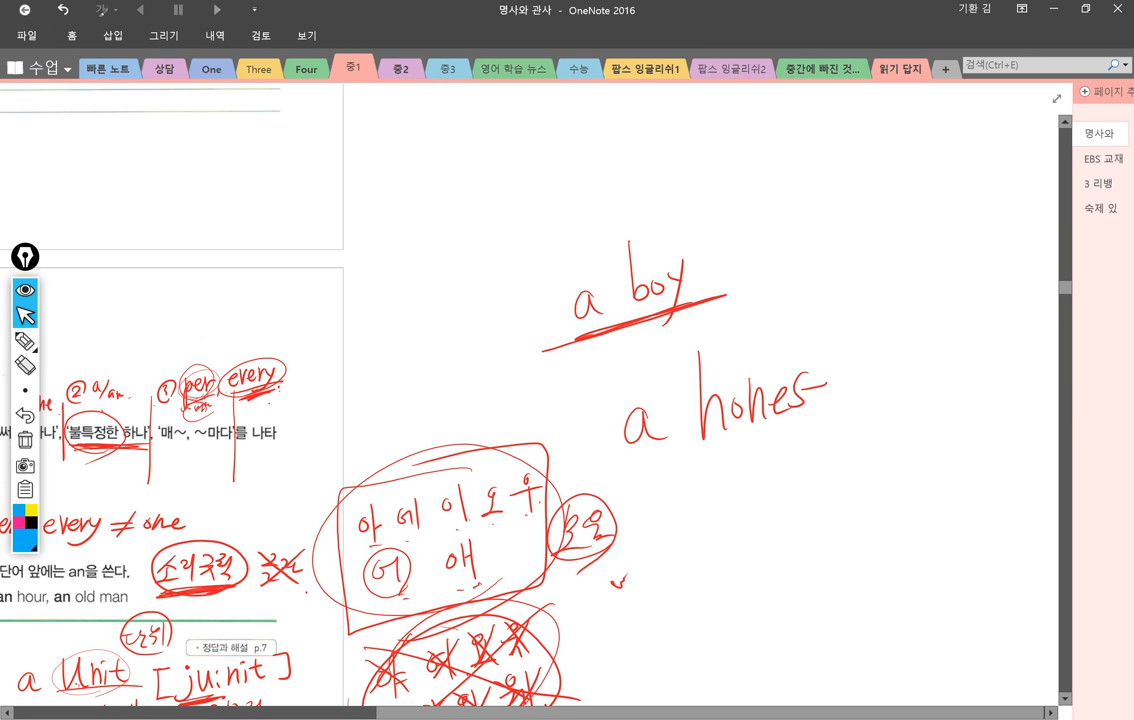 명사와 관사 - OneNote 2016
기환 김
파일 홈 삽입 그리기 내역 검토 보기
수업 빠른 노트 상담 One Three Four 중1 중2 중3 영어 학습 뉴스 수능 팝스 잉글리쉬1 팝스 잉글리쉬2 중간에 빠진 것... 읽기 답지 +
검색(Ctrl+E)
페이지 추
명사와
EBS 교재
3 리뱅
숙제 있
a boy
a hones
② a/an ③ per, every
하나', '불특정한 하나', '매~, ~마다'를 나타
every ≠ one
아 에 이 오 우
어 애
모음
단어 앞에는 an을 쓴다.
소리규칙
an hour, an old man
단위
• 정답과 해설 p.7
a Unit [ju:nit]